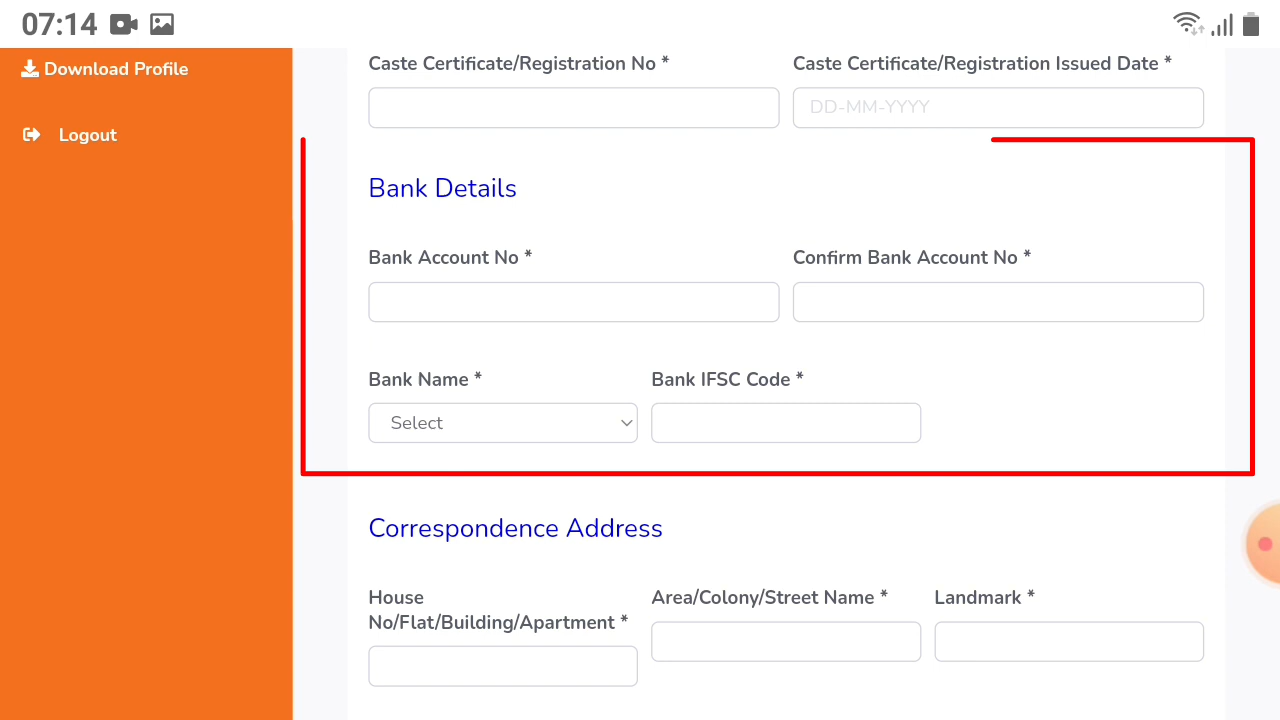 07:14
Download Profile
Logout
Caste Certificate/Registration No *
Caste Certificate/Registration Issued Date *
DD-MM-YYYY
Bank Details
Bank Account No *
Confirm Bank Account No *
Bank Name *
Bank IFSC Code *
Select
Correspondence Address
House
No/Flat/Building/Apartment *
Area/Colony/Street Name *
Landmark *